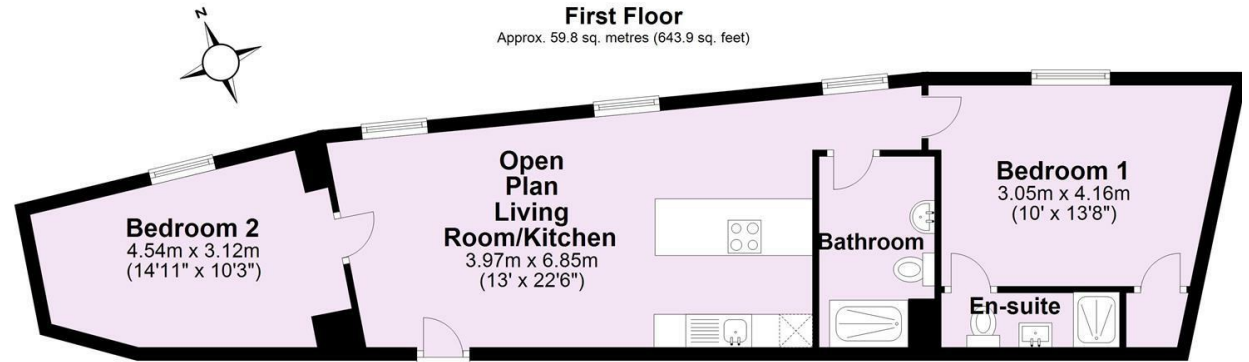 First Floor
Approx. 59.8 sq. metres (643.9 sq. feet)
N
Bedroom 2
4.54m x 3.12m
(14'11" x 10'3")
Open
Plan
Living
Room/Kitchen
3.97m x 6.85m
(13' x 22'6")
Bathroom
Bedroom 1
3.05m x 4.16m
(10' x 13'8")
En-suite